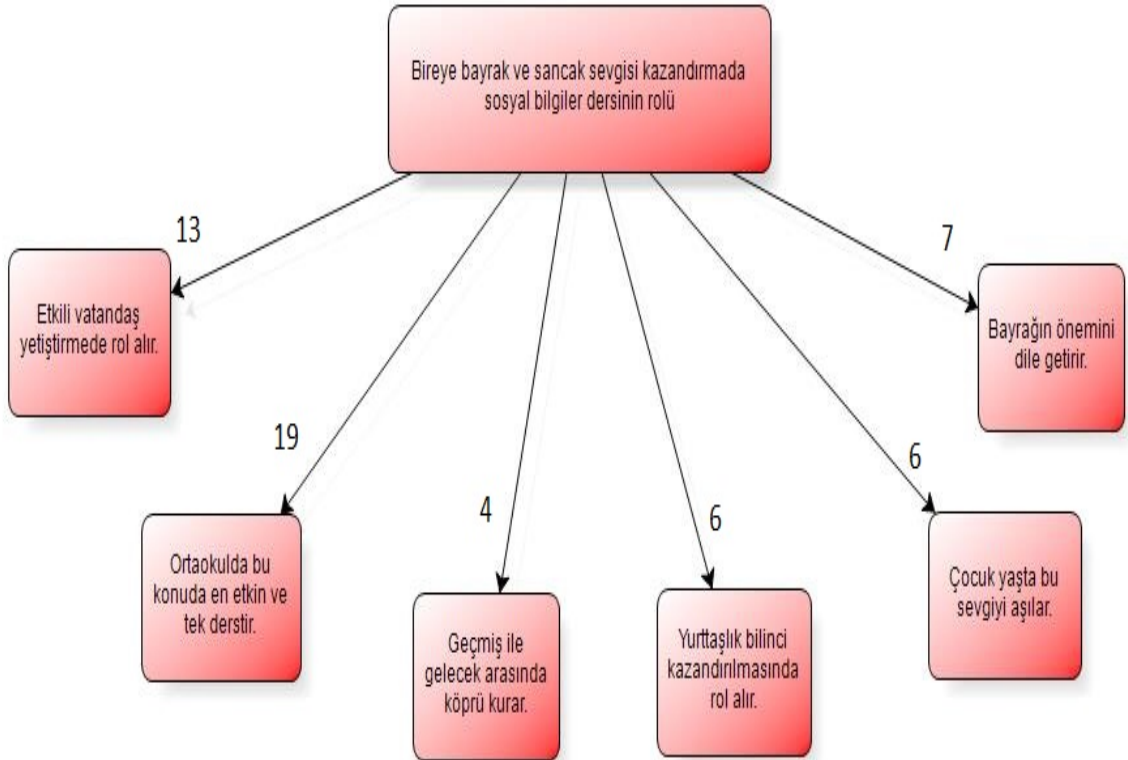 Bireye bayrak ve sancak sevgisi kazandırmada
sosyal bilgiler dersinin rolü
13
Etkili vatandaş
yetiştirmede rol alır.
19
Ortaokulda bu
konuda en etkin ve
tek derstir.
4
Geçmiş ile
gelecek arasında
köprü kurar.
6
Yurttaşlık bilinci
kazandırılmasında
rol alır.
6
Çocuk yaşta bu
sevgiyi aşılar.
7
Bayrağın önemini
dile getirir.